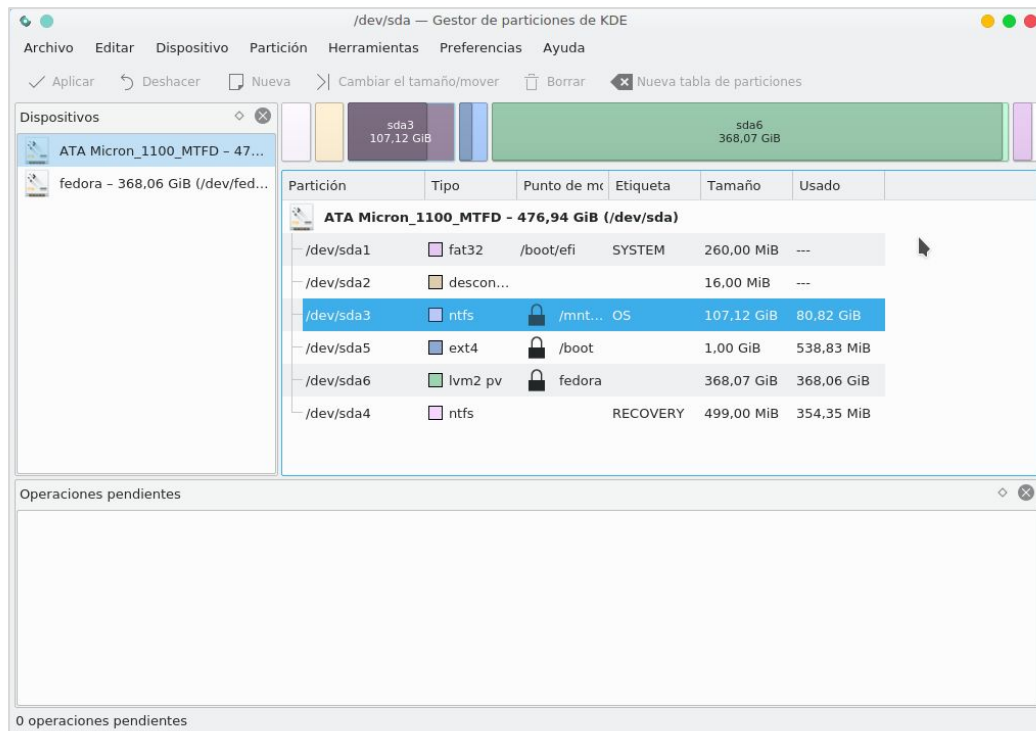 /dev/sda — Gestor de particiones de KDE
Archivo Editar Dispositivo Partición Herramientas Preferencias Ayuda
Aplicar Deshacer Nueva Cambiar el tamaño/mover Borrar Nueva tabla de particiones
Dispositivos
ATA Micron_1100_MTFD – 47...
fedora – 368,06 GiB (/dev/fed...
sda3
107,12 GiB
sda6
368,07 GiB
Partición Tipo Punto de mo Etiqueta Tamaño Usado
ATA Micron_1100_MTFD – 476,94 GiB (/dev/sda)
/dev/sda1 fat32 /boot/efi SYSTEM 260,00 MiB ---
/dev/sda2 descon... 16,00 MiB ---
/dev/sda3 ntfs /mnt... OS 107,12 GiB 80,82 GiB
/dev/sda5 ext4 /boot 1,00 GiB 538,83 MiB
/dev/sda6 lvm2 pv fedora 368,07 GiB 368,06 GiB
/dev/sda4 ntfs RECOVERY 499,00 MiB 354,35 MiB
Operaciones pendientes
0 operaciones pendientes